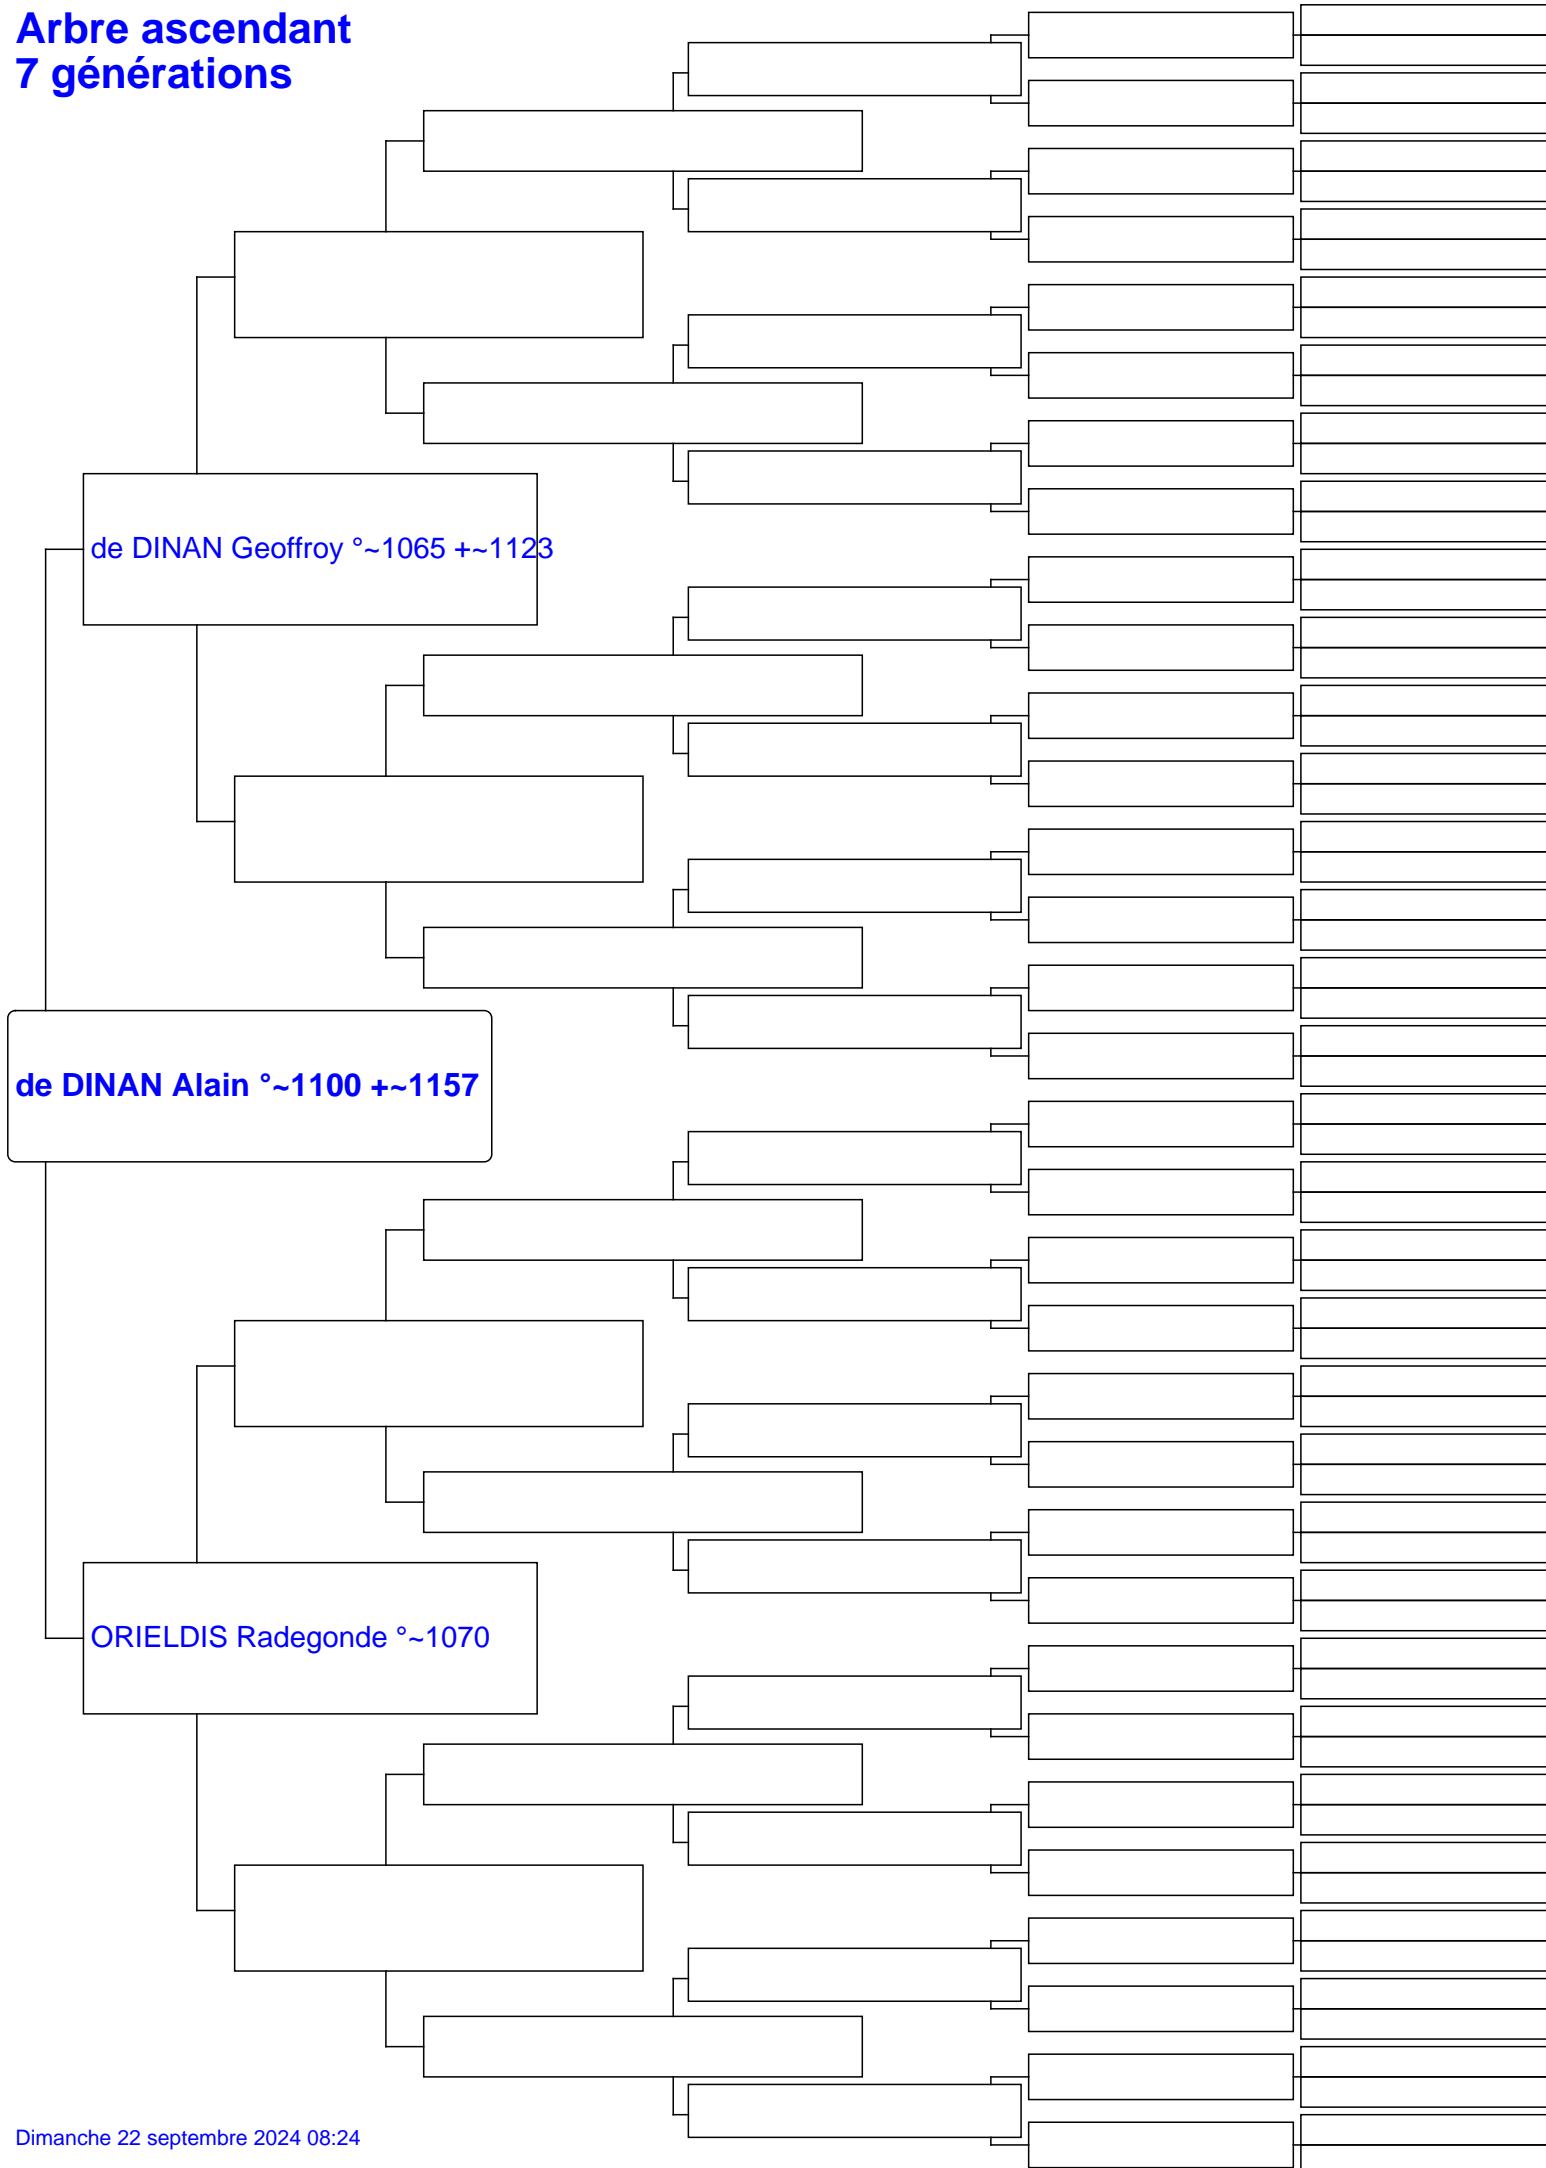 Arbre ascendant
7 générations
de DINAN Geoffroy °~1065 +~1123
de DINAN Alain °~1100 +~1157
ORIELDIS Radegonde °~1070
Dimanche 22 septembre 2024 08:24